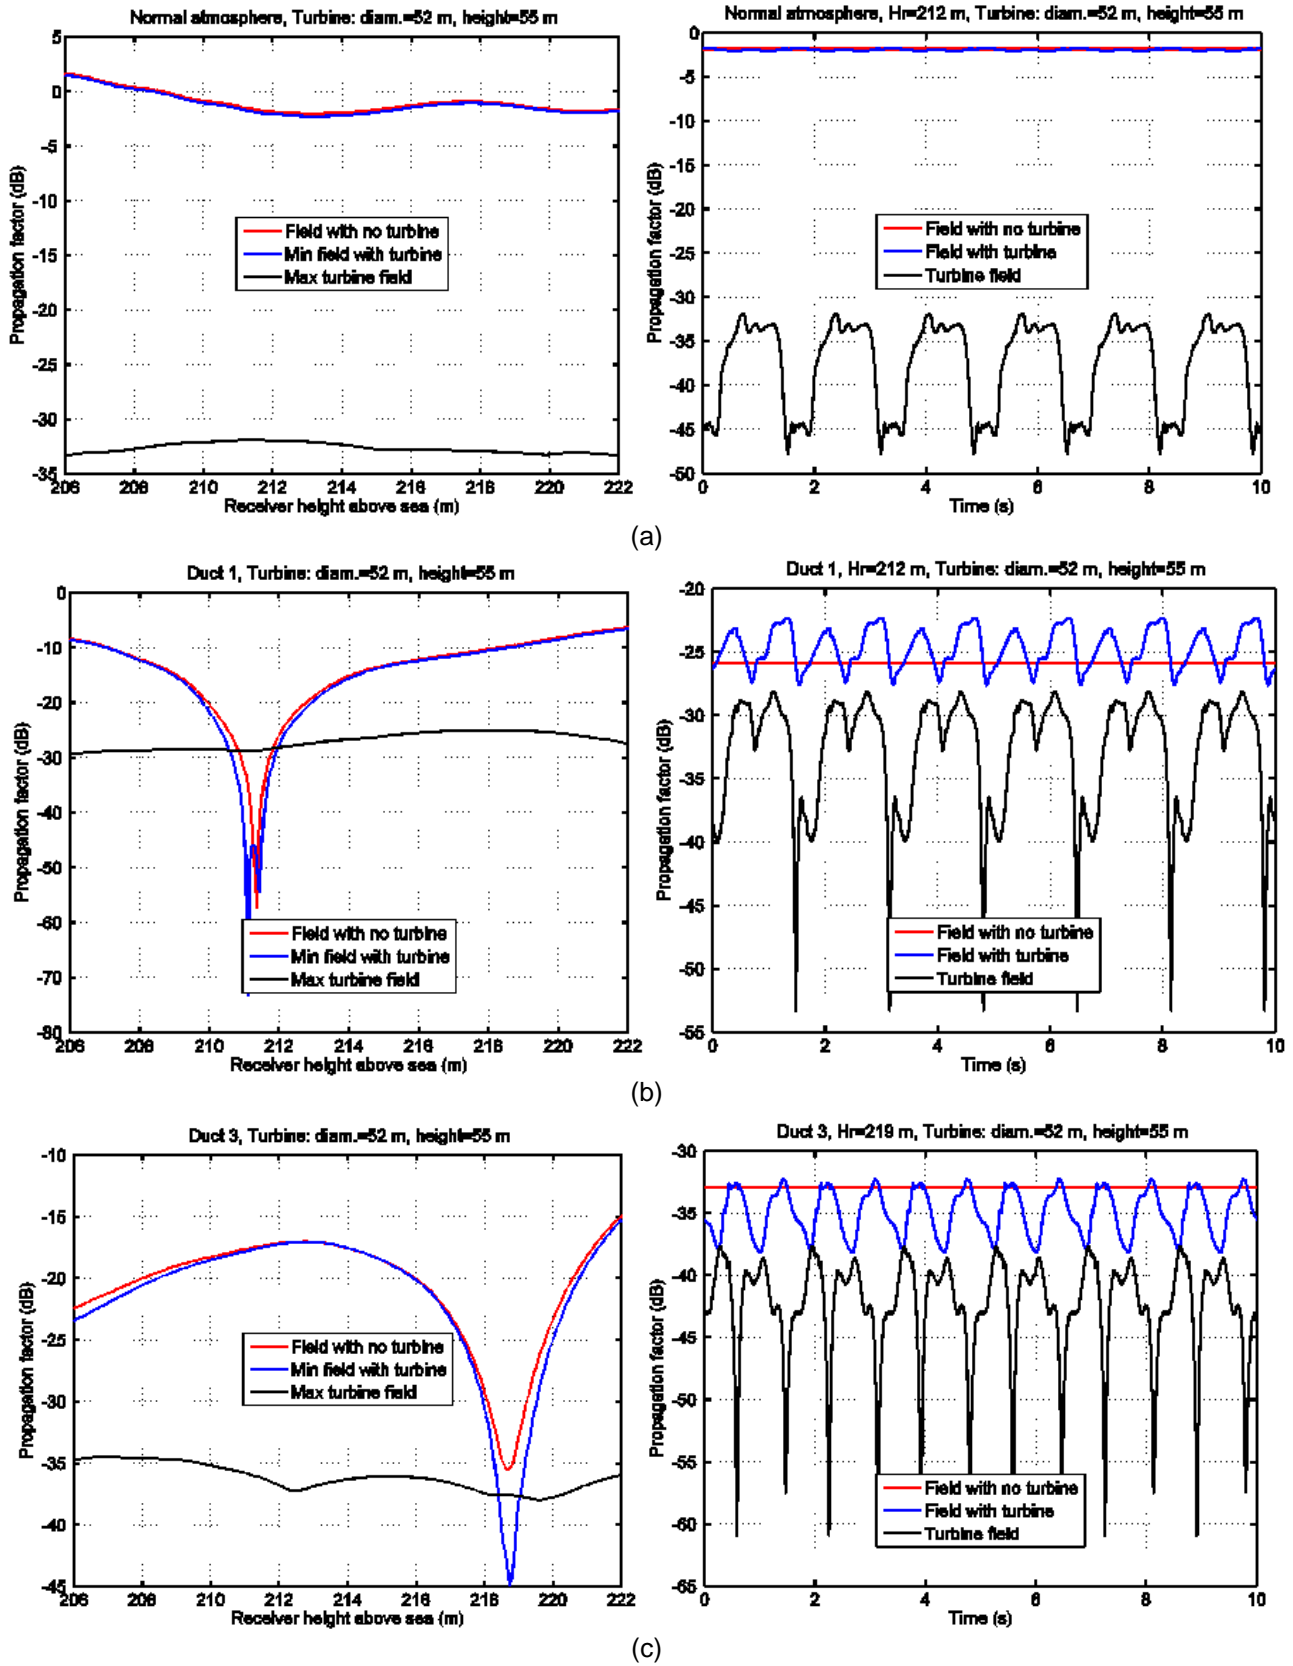 Normal atmosphere, Turbine: diam.=52 m, height=55 m
5
0
-5
-10
-15
-20
-25
-30
-35
Propagation factor (dB)
Field with no turbine
Min field with turbine
Max turbine field
206 208 210 212 214 216 218 220 222
Receiver height above sea (m)
Normal atmosphere, Hr=212 m, Turbine: diam.=52 m, height=55 m
0
-5
-10
-15
-20
-25
-30
-35
-40
-45
-50
Propagation factor (dB)
Field with no turbine
Field with turbine
Turbine field
0 2 4 6 8 10
Time (s)
(a)
Duct 1, Turbine: diam.=52 m, height=55 m
0
-10
-20
-30
-40
-50
-60
-70
-80
Propagation factor (dB)
Field with no turbine
Min field with turbine
Max turbine field
206 208 210 212 214 216 218 220 222
Receiver height above sea (m)
Duct 1, Hr=212 m, Turbine: diam.=52 m, height=55 m
-20
-25
-30
-35
-40
-45
-50
-55
Propagation factor (dB)
Field with no turbine
Field with turbine
Turbine field
0 2 4 6 8 10
Time (s)
(b)
Duct 3, Turbine: diam.=52 m, height=55 m
-10
-15
-20
-25
-30
-35
-40
-45
Propagation factor (dB)
Field with no turbine
Min field with turbine
Max turbine field
206 208 210 212 214 216 218 220 222
Receiver height above sea (m)
Duct 3, Hr=219 m, Turbine: diam.=52 m, height=55 m
-30
-35
-40
-45
-50
-55
-60
-65
Propagation factor (dB)
Field with no turbine
Field with turbine
Turbine field
0 2 4 6 8 10
Time (s)
(c)